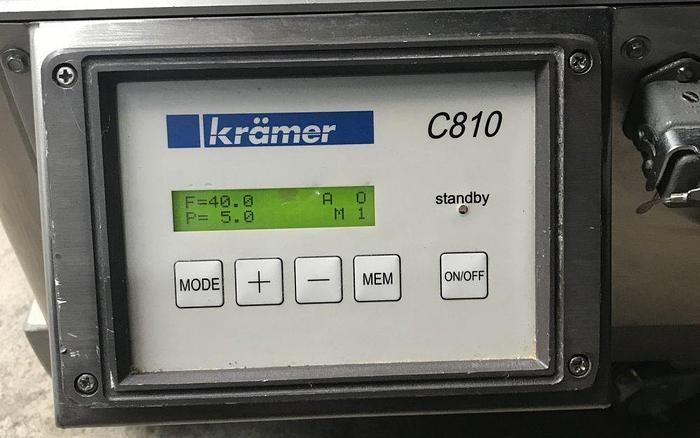 krämer
C810
F=40.0 A 0
P= 5.0 M 1
standby
MODE + − MEM ON/OFF